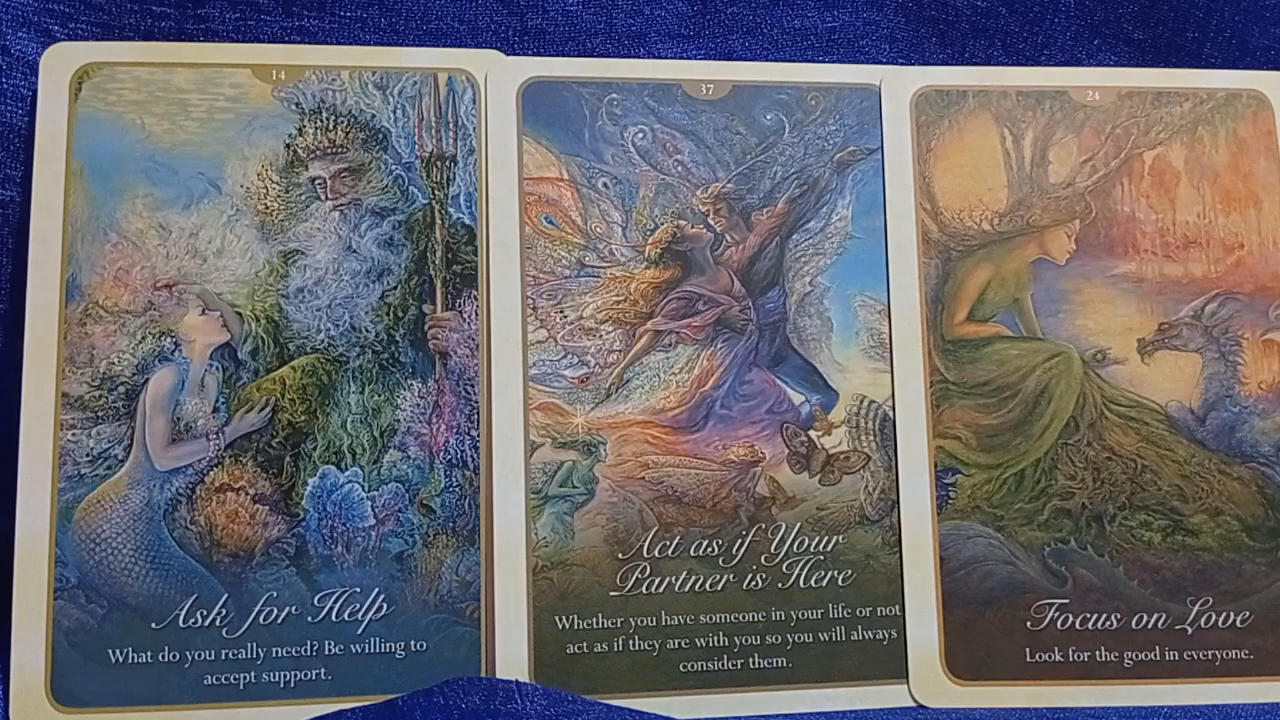 14
Ask for Help
What do you really need? Be willing to
accept support.
37
Act as if Your
Partner is Here
Whether you have someone in your life or not
act as if they are with you so you will always
consider them.
24
Focus on Love
Look for the good in everyone.